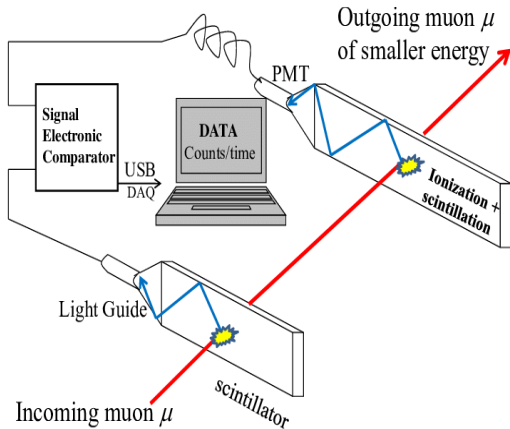 Outgoing muon μ
of smaller energy
PMT
Signal
Electronic
Comparator
DATA
Counts/time
USB
DAQ
Ionization +
scintillation
Light Guide
scintillator
Incoming muon μ